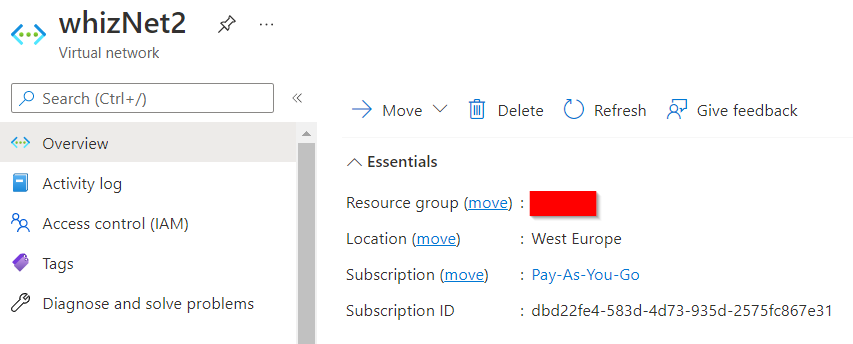 whizNet2
Virtual network
Search (Ctrl+/)
Overview
Activity log
Access control (IAM)
Tags
Diagnose and solve problems
Move
Delete
Refresh
Give feedback
Essentials
Resource group (move) :
Location (move) : West Europe
Subscription (move) : Pay-As-You-Go
Subscription ID : dbd22fe4-583d-4d73-935d-2575fc867e31